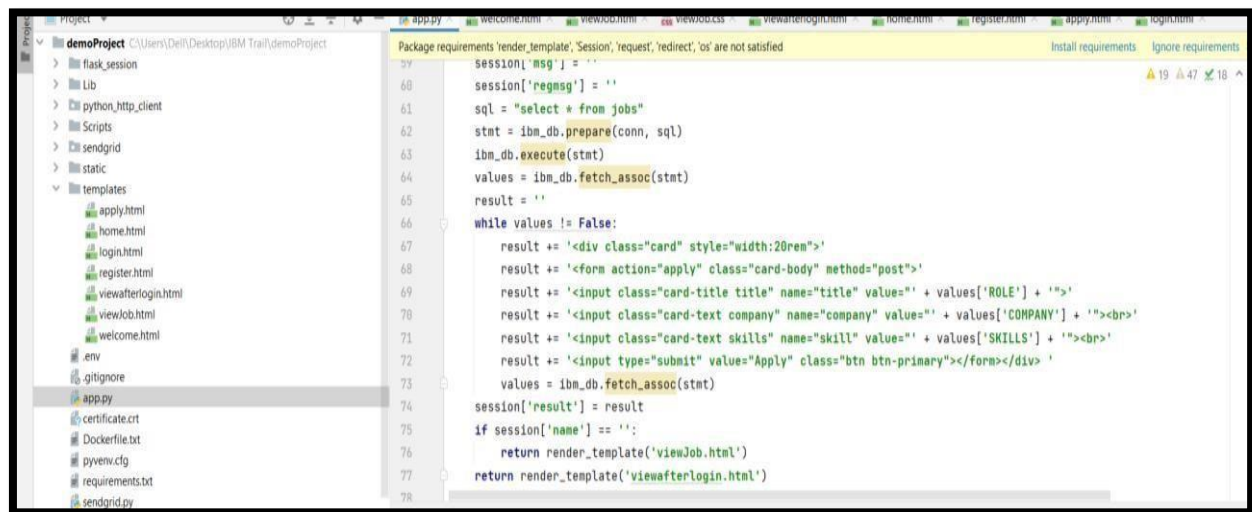 Project
app.py welcome.html viewJob.html viewJob.css viewafterlogin.html home.html register.html apply.html login.html
demoProject C:\Users\Dell\Desktop\IBM Trail\demoProject
flask_session
Lib
python_http_client
Scripts
sendgrid
static
templates
apply.html
home.html
login.html
register.html
viewafterlogin.html
viewJob.html
welcome.html
.env
.gitignore
app.py
certificate.crt
Dockerfile.txt
pyvenv.cfg
requirements.txt
sendgrid.py
Package requirements 'render_template', 'Session', 'request', 'redirect', 'os' are not satisfied Install requirements Ignore requirements
19 47 18
59 session['msg'] = ''
60 session['regmsg'] = ''
61 sql = "select * from jobs"
62 stmt = ibm_db.prepare(conn, sql)
63 ibm_db.execute(stmt)
64 values = ibm_db.fetch_assoc(stmt)
65 result = ''
66 while values != False:
67 result += '<div class="card" style="width:20rem">'
68 result += '<form action="apply" class="card-body" method="post">'
69 result += '<input class="card-title title" name="title" value="' + values['ROLE'] + '">'
70 result += '<input class="card-text company" name="company" value="' + values['COMPANY'] + '"><br>'
71 result += '<input class="card-text skills" name="skill" value="' + values['SKILLS'] + '"><br>'
72 result += '<input type="submit" value="Apply" class="btn btn-primary"></form></div> '
73 values = ibm_db.fetch_assoc(stmt)
74 session['result'] = result
75 if session['name'] == '':
76 return render_template('viewJob.html')
77 return render_template('viewafterlogin.html')
78